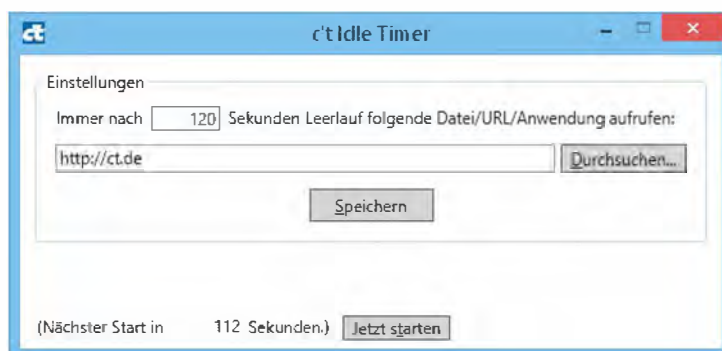 ct
c't Idle Timer
Einstellungen
Immer nach 120 Sekunden Leerlauf folgende Datei/URL/Anwendung aufrufen:
http://ct.de Durchsuchen...
Speichern
(Nächster Start in 112 Sekunden.) Jetzt starten